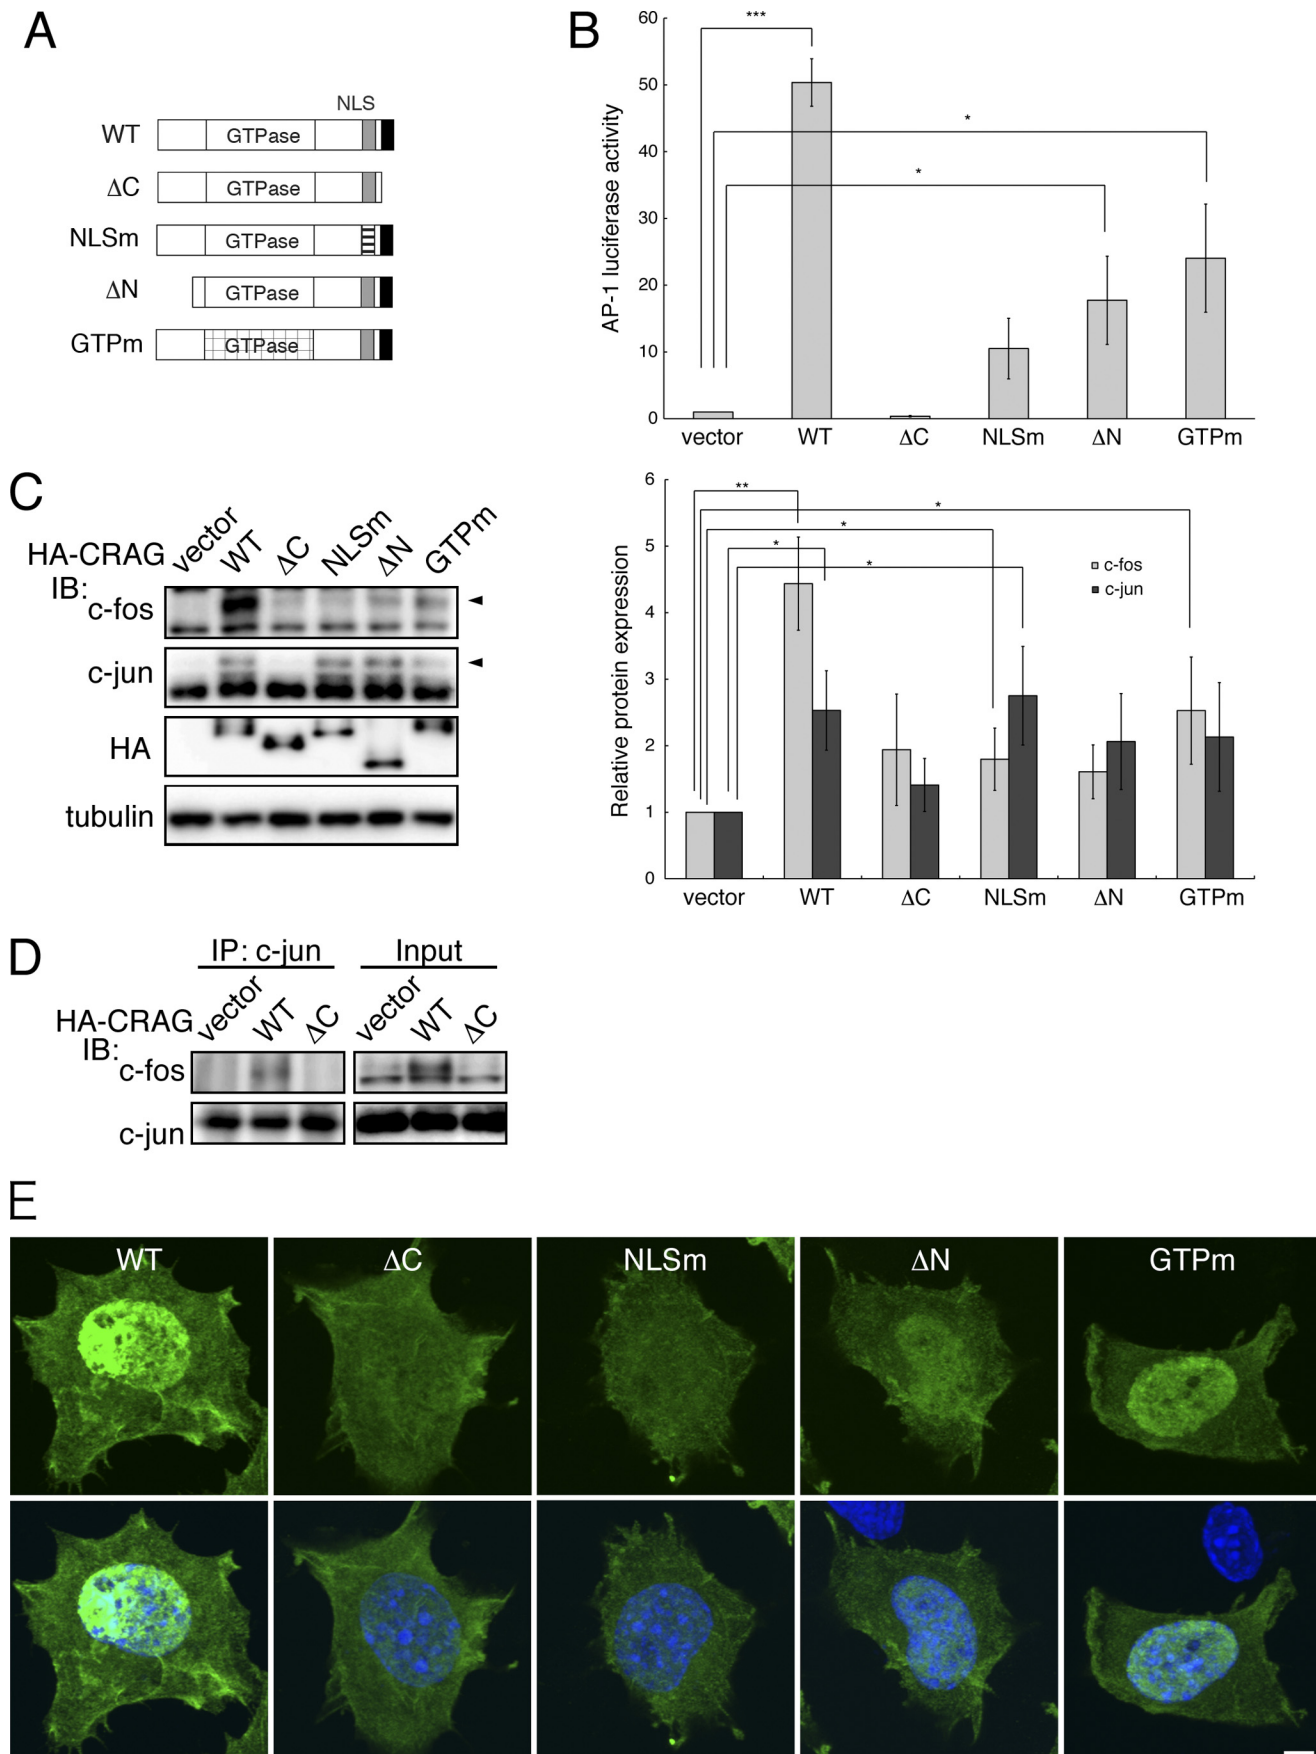 A
NLS
WT GTPase
ΔC GTPase
NLSm GTPase
ΔN GTPase
GTPm GTPase
B
AP-1 luciferase activity
60
50
40
30
20
10
0
***
*
*
vector WT ΔC NLSm ΔN GTPm
C
HA-CRAG vector WT ΔC NLSm ΔN GTPm
IB:
c-fos
c-jun
HA
tubulin
Relative protein expression
6
5
4
3
2
1
0
**
*
*
*
*
c-fos
c-jun
vector WT ΔC NLSm ΔN GTPm
D
IP: c-jun Input
HA-CRAG vector WT ΔC vector WT ΔC
IB:
c-fos
c-jun
E
WT ΔC NLSm ΔN GTPm